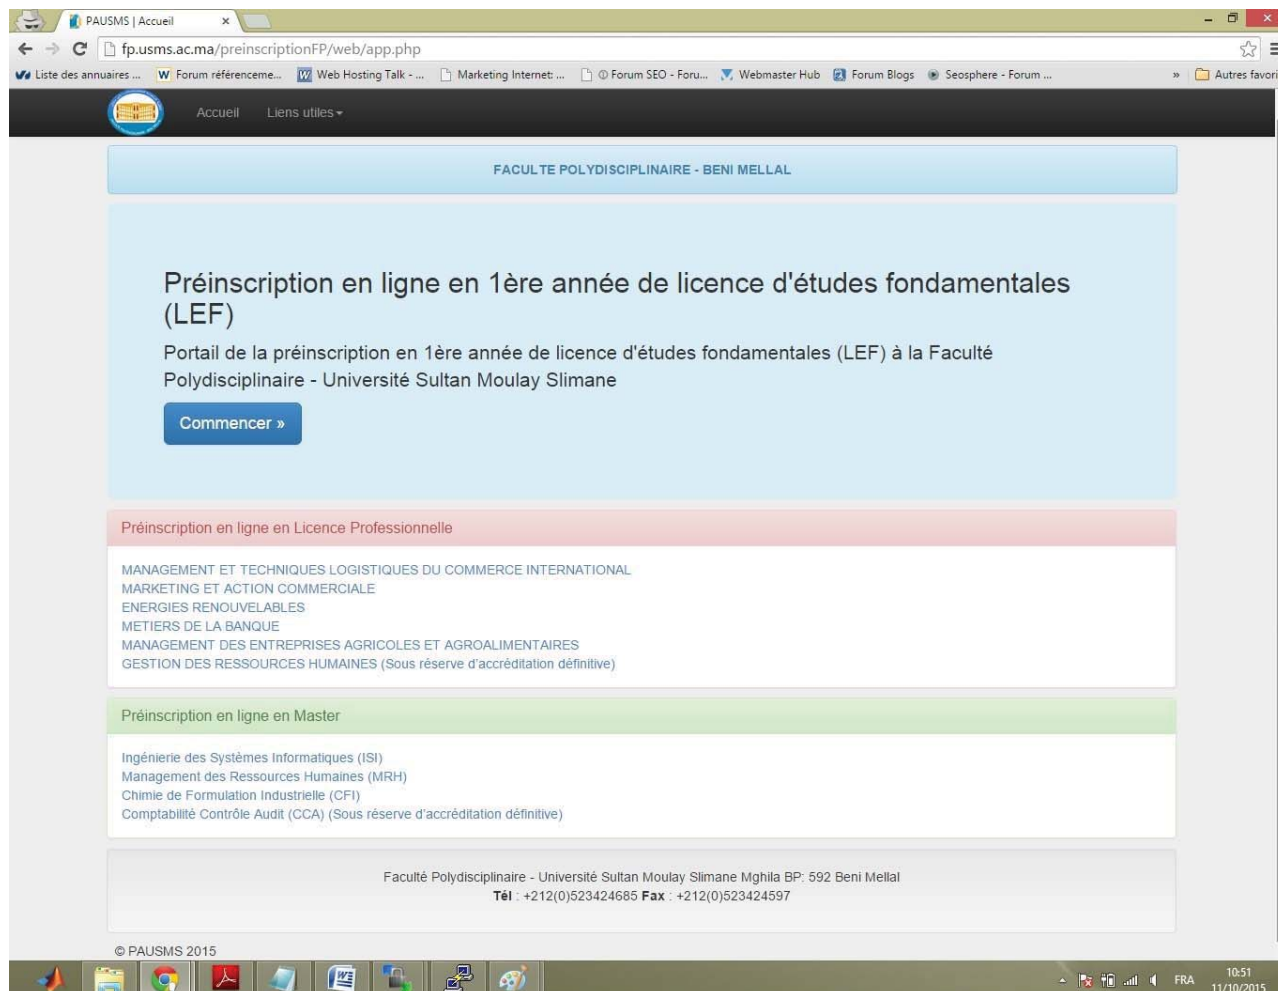 PAUSMS | Accueil
fp.usms.ac.ma/preinscriptionFP/web/app.php
Liste des annuaires ... Forum référenceme... Web Hosting Talk - ... Marketing Internet: ... Forum SEO - Foru... Webmaster Hub Forum Blogs Seosphere - Forum ... » Autres favori
Accueil Liens utiles
FACULTE POLYDISCIPLINAIRE - BENI MELLAL
Préinscription en ligne en 1ère année de licence d'études fondamentales
(LEF)
Portail de la préinscription en 1ère année de licence d'études fondamentales (LEF) à la Faculté
Polydisciplinaire - Université Sultan Moulay Slimane
Commencer »
Préinscription en ligne en Licence Professionnelle
MANAGEMENT ET TECHNIQUES LOGISTIQUES DU COMMERCE INTERNATIONAL
MARKETING ET ACTION COMMERCIALE
ENERGIES RENOUVELABLES
METIERS DE LA BANQUE
MANAGEMENT DES ENTREPRISES AGRICOLES ET AGROALIMENTAIRES
GESTION DES RESSOURCES HUMAINES (Sous réserve d'accréditation définitive)
Préinscription en ligne en Master
Ingénierie des Systèmes Informatiques (ISI)
Management des Ressources Humaines (MRH)
Chimie de Formulation Industrielle (CFI)
Comptabilité Contrôle Audit (CCA) (Sous réserve d'accréditation définitive)
Faculté Polydisciplinaire - Université Sultan Moulay Slimane Mghila BP: 592 Beni Mellal
Tél : +212(0)523424685 Fax : +212(0)523424597
© PAUSMS 2015
FRA 10:51
11/10/2015